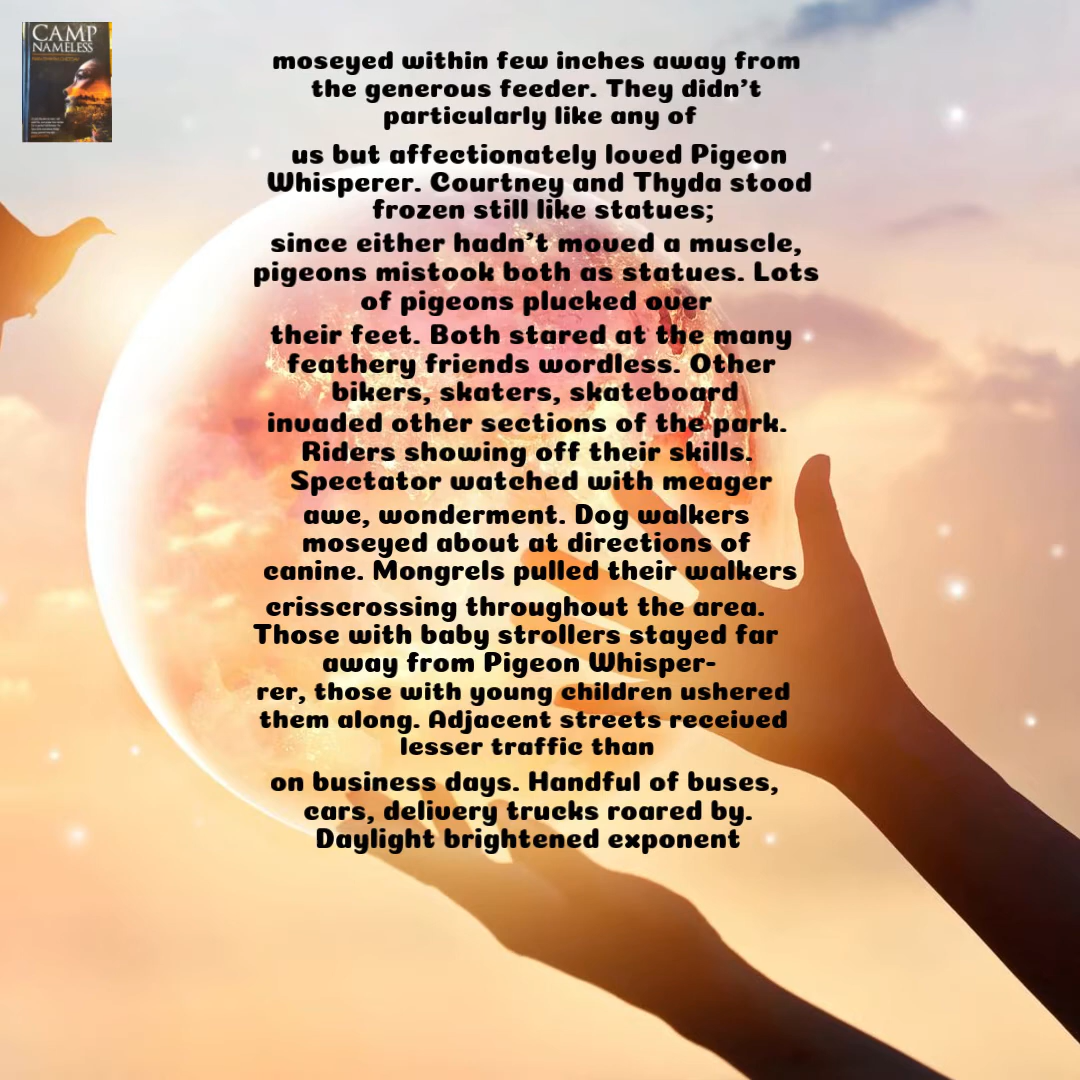 CAMP
NAMELESS
moseyed within few inches away from
the generous feeder. They didn't
particularly like any of
us but affectionately loved Pigeon
Whisperer. Courtney and Thyda stood
frozen still like statues;
since either hadn't moved a muscle,
pigeons mistook both as statues. Lots
of pigeons plucked over
their feet. Both stared at the many
feathery friends wordless. Other
bikers, skaters, skateboard
invaded other sections of the park.
Riders showing off their skills.
Spectator watched with meager
awe, wonderment. Dog walkers
moseyed about at directions of
canine. Mongrels pulled their walkers
crisscrossing throughout the area.
Those with baby strollers stayed far
away from Pigeon Whisper-
rer, those with young children ushered
them along. Adjacent streets received
lesser traffic than
on business days. Handful of buses,
cars, delivery trucks roared by.
Daylight brightened exponent